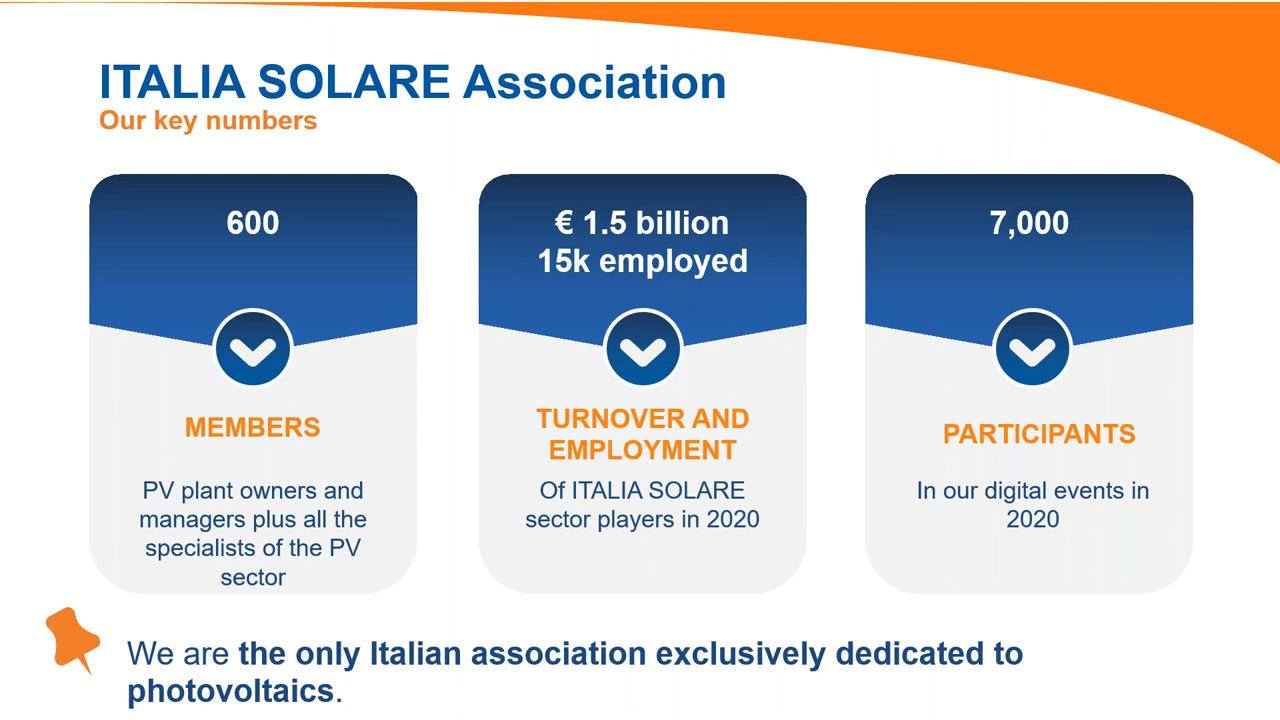 ITALIA SOLARE Association
Our key numbers
600
MEMBERS
PV plant owners and
managers plus all the
specialists of the PV
sector
€ 1.5 billion
15k employed
TURNOVER AND
EMPLOYMENT
Of ITALIA SOLARE
sector players in 2020
7,000
PARTICIPANTS
In our digital events in
2020
We are the only Italian association exclusively dedicated to
photovoltaics.